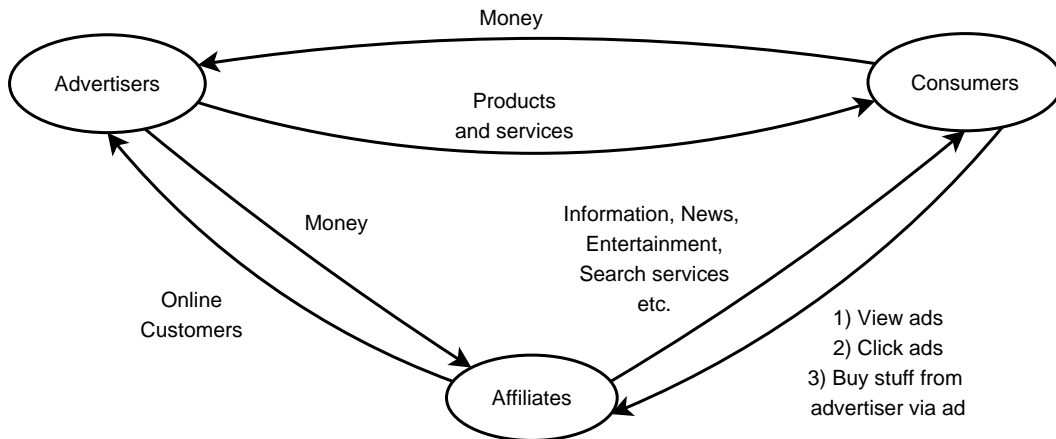 Money
Advertisers
Consumers
Products
and services
Money
Information, News,
Entertainment,
Search services
etc.
Online
Customers
1) View ads
2) Click ads
3) Buy stuff from
advertiser via ad
Affiliates